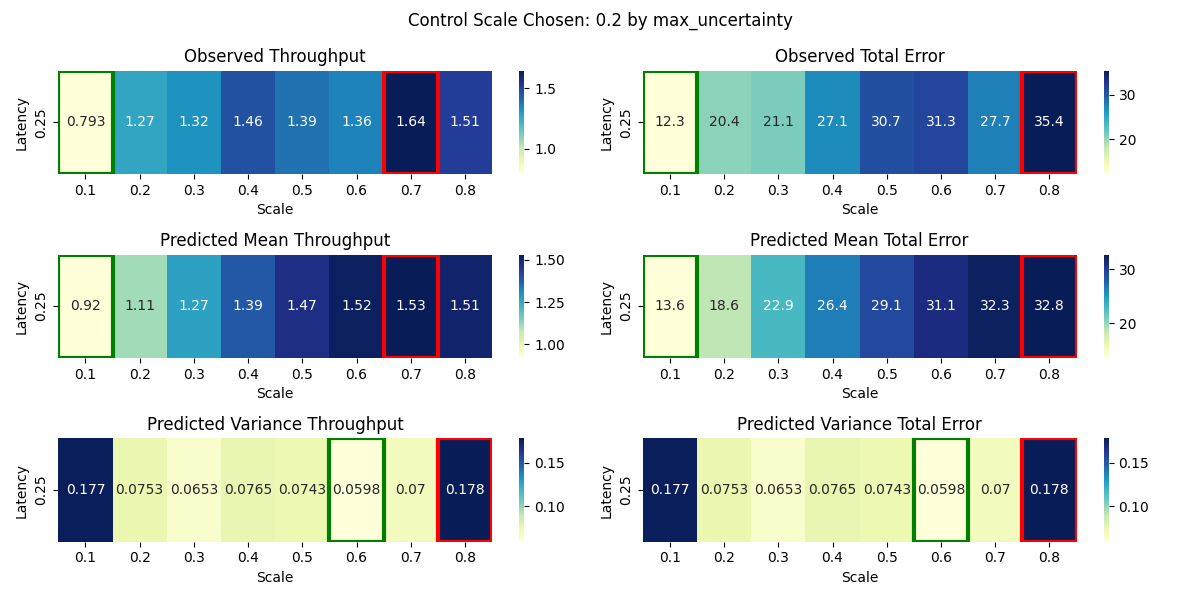 Control Scale Chosen: 0.2 by max_uncertainty
Observed Throughput
Latency
0.25
0.793 1.27 1.32 1.46 1.39 1.36 1.64 1.51
0.1 0.2 0.3 0.4 0.5 0.6 0.7 0.8
Scale
1.5
1.0
Observed Total Error
Latency
0.25
12.3 20.4 21.1 27.1 30.7 31.3 27.7 35.4
0.1 0.2 0.3 0.4 0.5 0.6 0.7 0.8
Scale
30
20
Predicted Mean Throughput
Latency
0.25
0.92 1.11 1.27 1.39 1.47 1.52 1.53 1.51
0.1 0.2 0.3 0.4 0.5 0.6 0.7 0.8
Scale
1.50
1.25
1.00
Predicted Mean Total Error
Latency
0.25
13.6 18.6 22.9 26.4 29.1 31.1 32.3 32.8
0.1 0.2 0.3 0.4 0.5 0.6 0.7 0.8
Scale
30
20
Predicted Variance Throughput
Latency
0.25
0.177 0.0753 0.0653 0.0765 0.0743 0.0598 0.07 0.178
0.1 0.2 0.3 0.4 0.5 0.6 0.7 0.8
Scale
0.15
0.10
Predicted Variance Total Error
Latency
0.25
0.177 0.0753 0.0653 0.0765 0.0743 0.0598 0.07 0.178
0.1 0.2 0.3 0.4 0.5 0.6 0.7 0.8
Scale
0.15
0.10